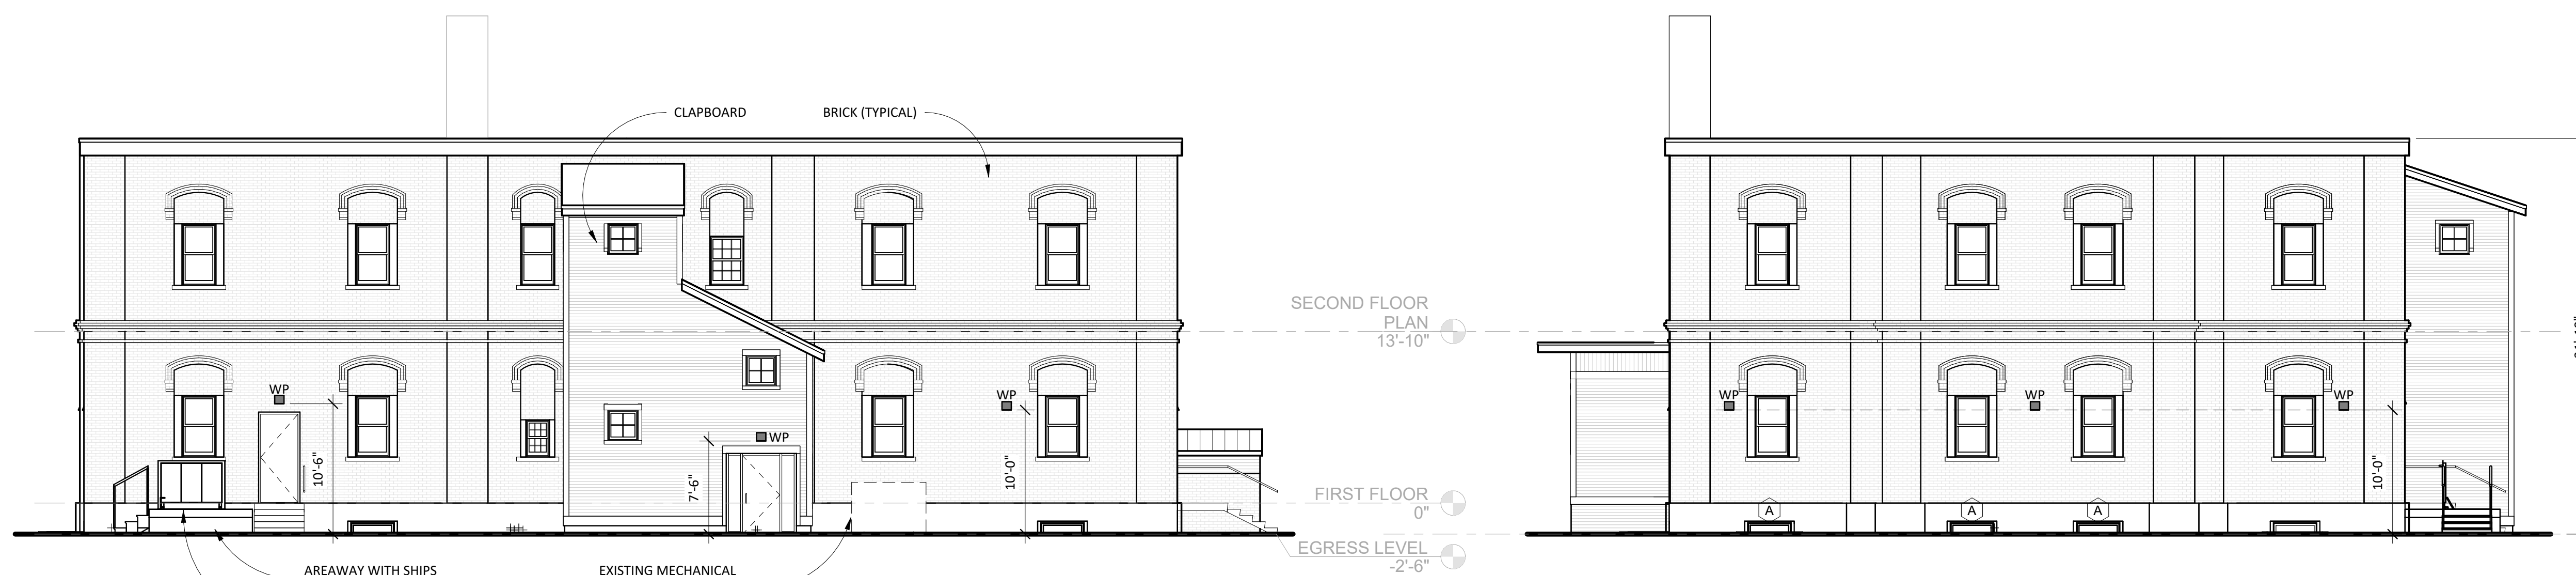 CLAPBOARD
BRICK (TYPICAL)
SECOND FLOOR
PLAN
13'-10"
WP
WP
WP
WP
WP
WP
10'-6"
7'-6"
10'-0"
10'-0"
FIRST FLOOR
0"
A
A
A
EGRESS LEVEL
-2'-6"
AREAWAY WITH SHIPS
EXISTING MECHANICAL